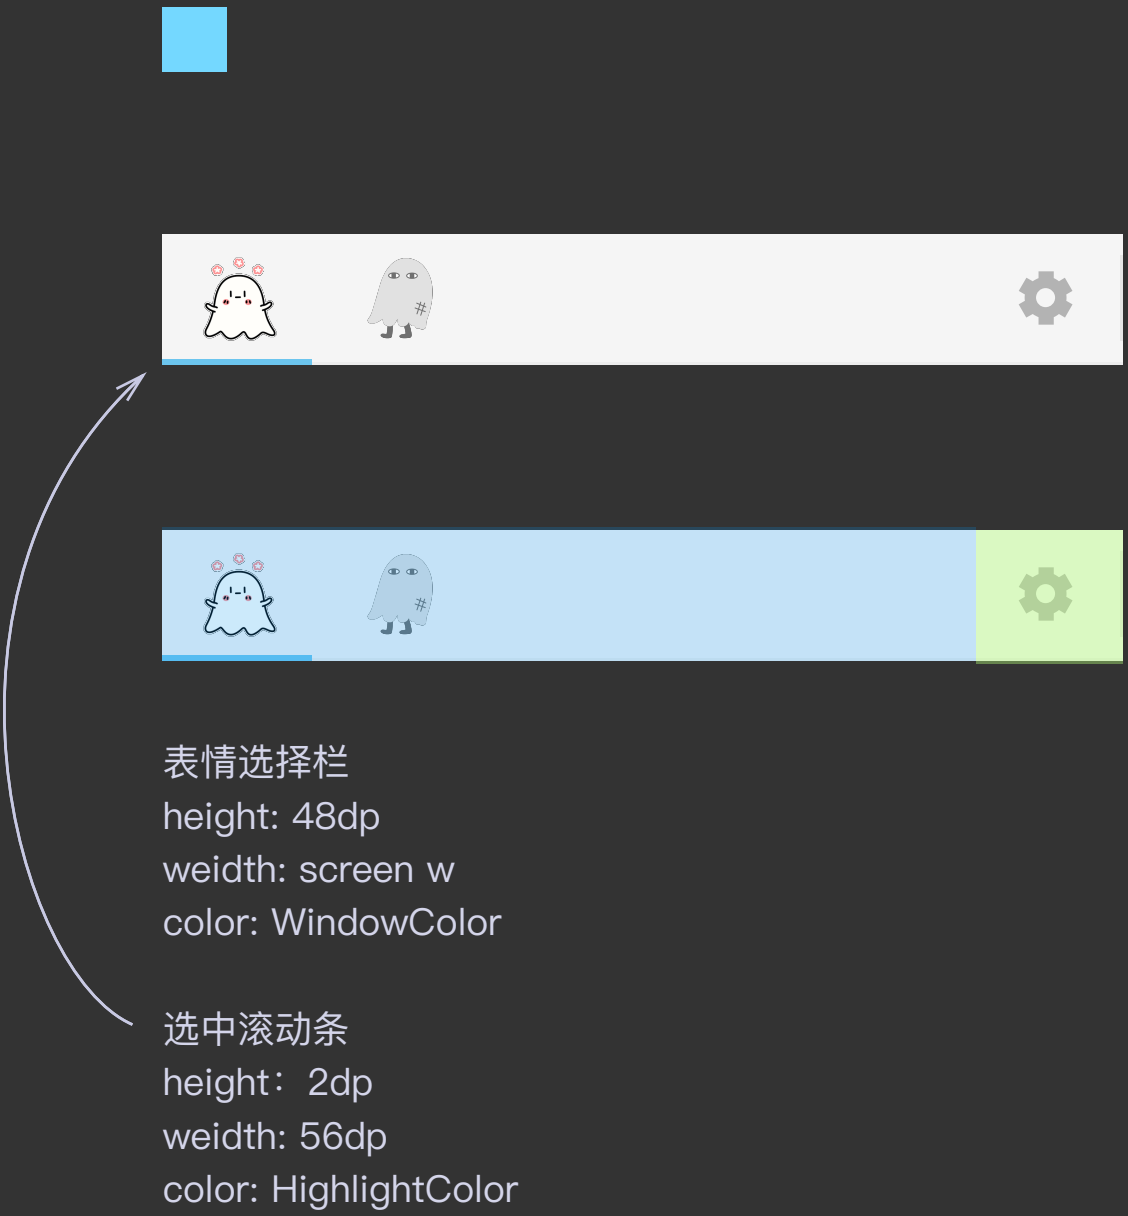 表情选择栏
height: 48dp
weidth: screen w
color: WindowColor
选中滚动条
height：2dp
weidth: 56dp
color: HighlightColor